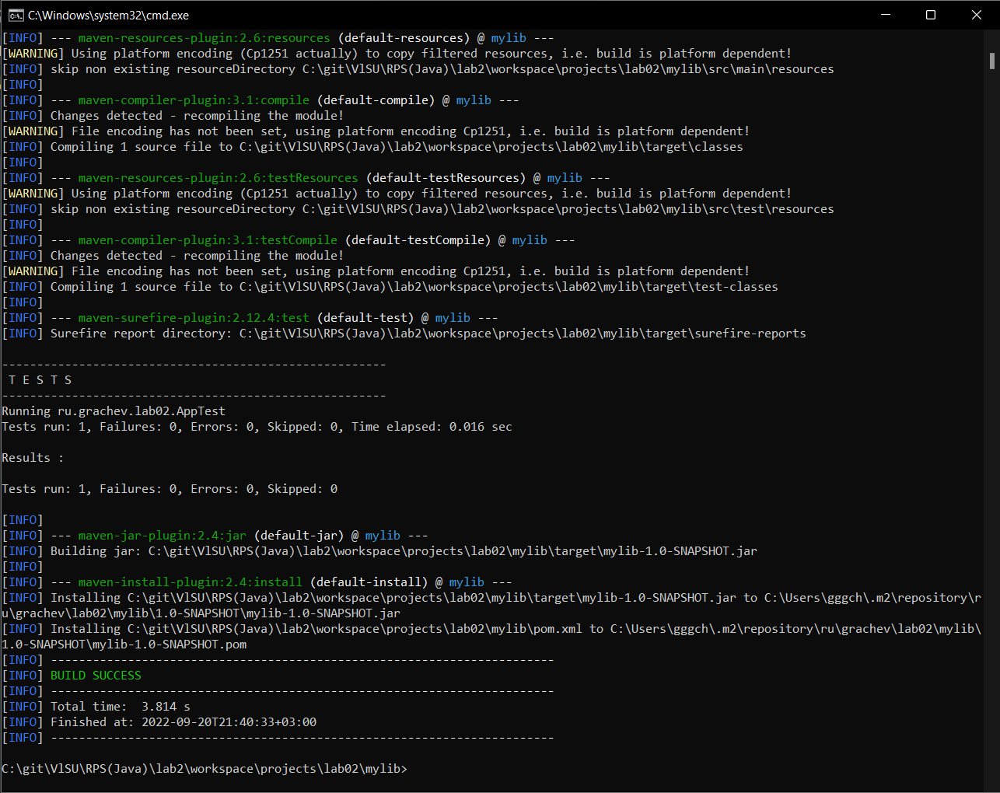 C:\Windows\system32\cmd.exe
[INFO] --- maven-resources-plugin:2.6:resources (default-resources) @ mylib ---
[WARNING] Using platform encoding (Cp1251 actually) to copy filtered resources, i.e. build is platform dependent!
[INFO] skip non existing resourceDirectory C:\git\VlSU\RPS(Java)\lab2\workspace\projects\lab02\mylib\src\main\resources
[INFO]
[INFO] --- maven-compiler-plugin:3.1:compile (default-compile) @ mylib ---
[INFO] Changes detected - recompiling the module!
[WARNING] File encoding has not been set, using platform encoding Cp1251, i.e. build is platform dependent!
[INFO] Compiling 1 source file to C:\git\VlSU\RPS(Java)\lab2\workspace\projects\lab02\mylib\target\classes
[INFO]
[INFO] --- maven-resources-plugin:2.6:testResources (default-testResources) @ mylib ---
[WARNING] Using platform encoding (Cp1251 actually) to copy filtered resources, i.e. build is platform dependent!
[INFO] skip non existing resourceDirectory C:\git\VlSU\RPS(Java)\lab2\workspace\projects\lab02\mylib\src\test\resources
[INFO]
[INFO] --- maven-compiler-plugin:3.1:testCompile (default-testCompile) @ mylib ---
[INFO] Changes detected - recompiling the module!
[WARNING] File encoding has not been set, using platform encoding Cp1251, i.e. build is platform dependent!
[INFO] Compiling 1 source file to C:\git\VlSU\RPS(Java)\lab2\workspace\projects\lab02\mylib\target\test-classes
[INFO]
[INFO] --- maven-surefire-plugin:2.12.4:test (default-test) @ mylib ---
[INFO] Surefire report directory: C:\git\VlSU\RPS(Java)\lab2\workspace\projects\lab02\mylib\target\surefire-reports
-------------------------------------------------------
T E S T S
-------------------------------------------------------
Running ru.grachev.lab02.AppTest
Tests run: 1, Failures: 0, Errors: 0, Skipped: 0, Time elapsed: 0.016 sec
Results :
Tests run: 1, Failures: 0, Errors: 0, Skipped: 0
[INFO]
[INFO] --- maven-jar-plugin:2.4:jar (default-jar) @ mylib ---
[INFO] Building jar: C:\git\VlSU\RPS(Java)\lab2\workspace\projects\lab02\mylib\target\mylib-1.0-SNAPSHOT.jar
[INFO]
[INFO] --- maven-install-plugin:2.4:install (default-install) @ mylib ---
[INFO] Installing C:\git\VlSU\RPS(Java)\lab2\workspace\projects\lab02\mylib\target\mylib-1.0-SNAPSHOT.jar to C:\Users\gggch\.m2\repository\r
u\grachev\lab02\mylib\1.0-SNAPSHOT\mylib-1.0-SNAPSHOT.jar
[INFO] Installing C:\git\VlSU\RPS(Java)\lab2\workspace\projects\lab02\mylib\pom.xml to C:\Users\gggch\.m2\repository\ru\grachev\lab02\mylib\
1.0-SNAPSHOT\mylib-1.0-SNAPSHOT.pom
[INFO] ------------------------------------------------------------------------
[INFO] BUILD SUCCESS
[INFO] ------------------------------------------------------------------------
[INFO] Total time:  3.814 s
[INFO] Finished at: 2022-09-20T21:40:33+03:00
[INFO] ------------------------------------------------------------------------
C:\git\VlSU\RPS(Java)\lab2\workspace\projects\lab02\mylib>